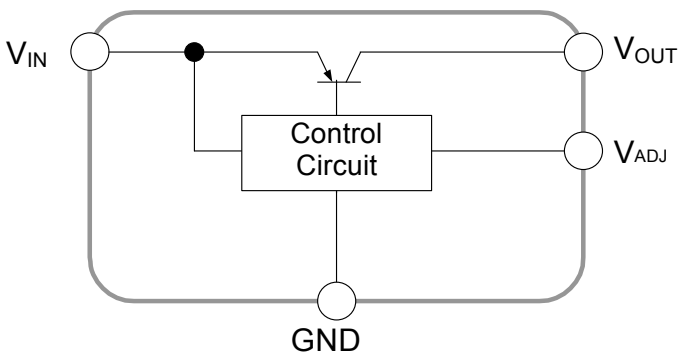 VIN
VOUT
Control
Circuit
VADJ
GND